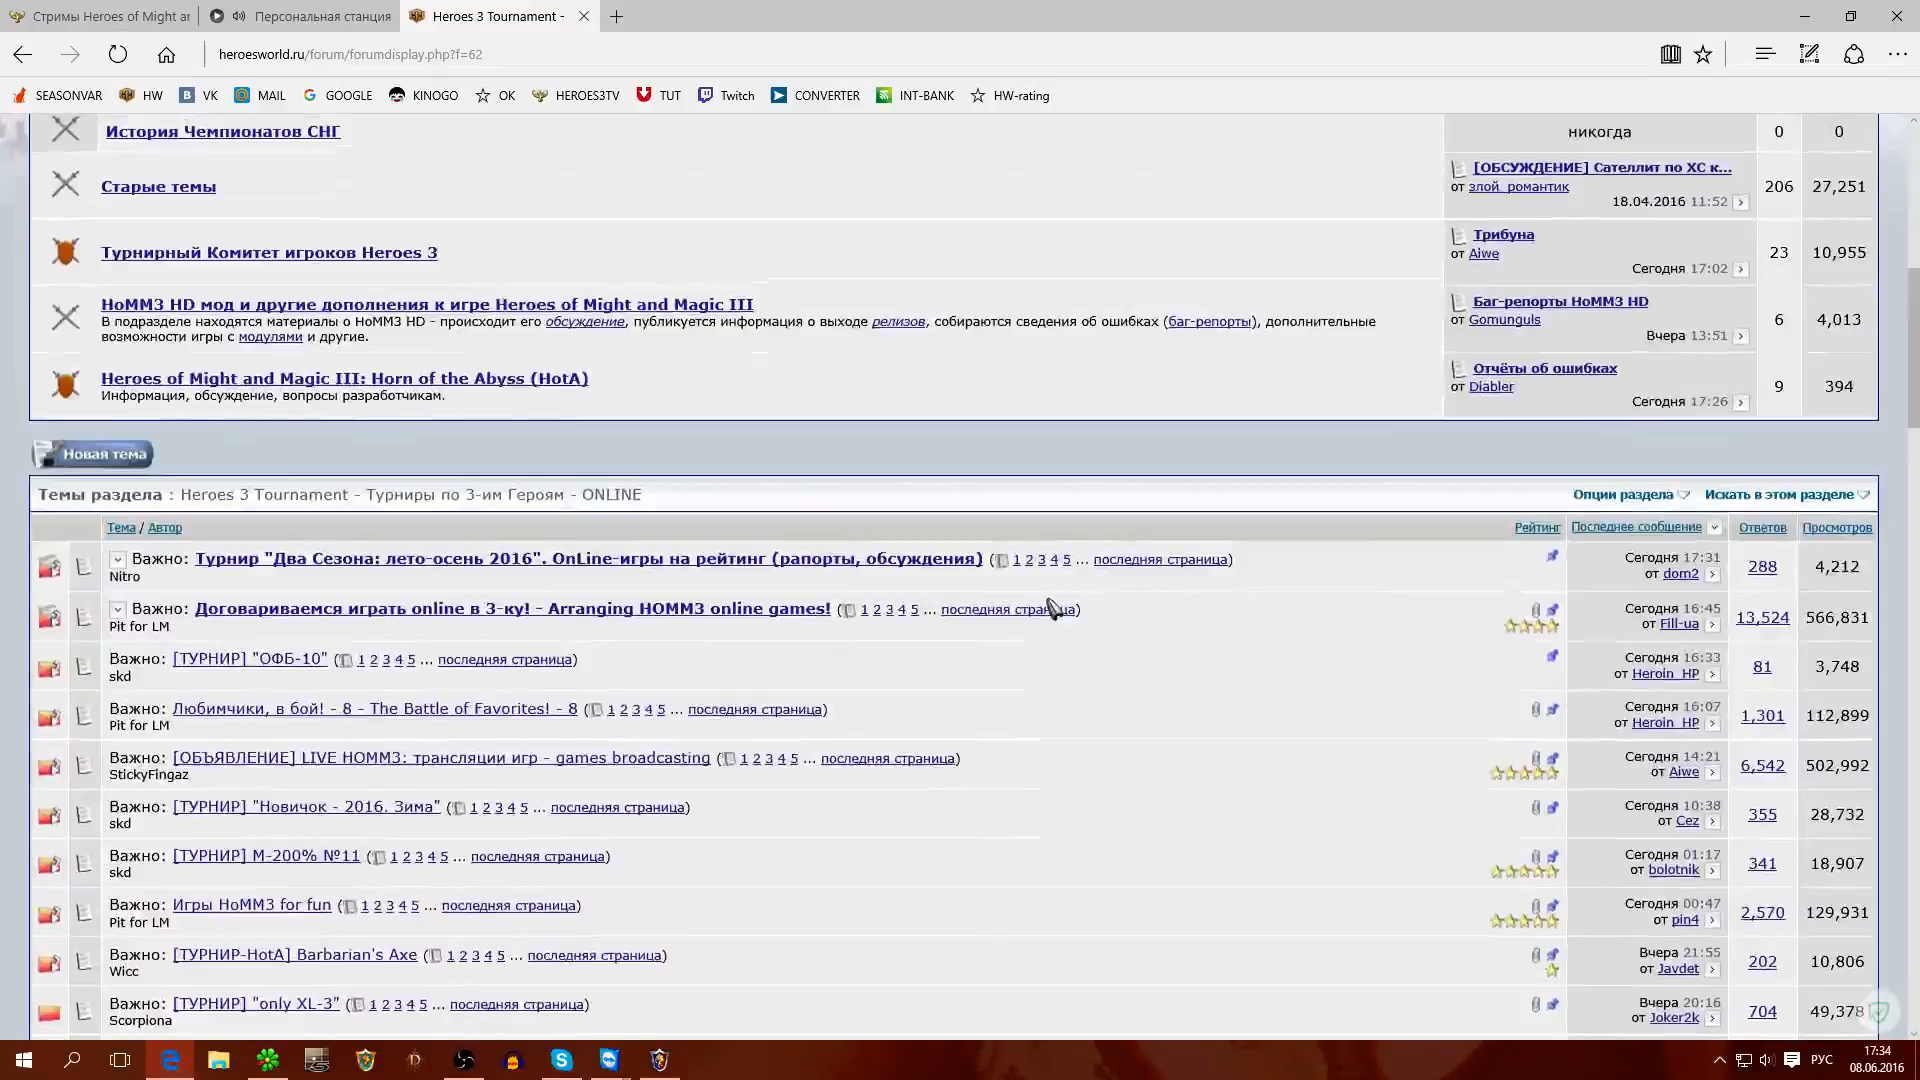 Стримы Heroes of Might ar
Персональная станция
Heroes 3 Tournament -
heroesworld.ru/forum/forumdisplay.php?f=62
SEASONVAR HW VK MAIL GOOGLE KINOGO OK HEROES3TV TUT Twitch CONVERTER INT-BANK HW-rating
История Чемпионатов СНГ никогда 0 0
Старые темы
[ОБСУЖДЕНИЕ] Сателлит по ХС к...
от злой_романтик
18.04.2016 11:52
206 27,251
Турнирный Комитет игроков Heroes 3
Трибуна
от Aiwe
Сегодня 17:02
23 10,955
HoMM3 HD мод и другие дополнения к игре Heroes of Might and Magic III
В подразделе находятся материалы о HoMM3 HD - происходит его обсуждение, публикуется информация о выходе релизов, собираются сведения об ошибках (баг-репорты), дополнительные
возможности игры с модулями и другие.
Баг-репорты HoMM3 HD
от Gomunguls
Вчера 13:51
6 4,013
Heroes of Might and Magic III: Horn of the Abyss (HotA)
Информация, обсуждение, вопросы разработчикам.
Отчёты об ошибках
от Diabler
Сегодня 17:26
9 394
Новая тема
Темы раздела : Heroes 3 Tournament - Турниры по 3-им Героям - ONLINE
Опции раздела Искать в этом разделе
Тема / Автор Рейтинг Последнее сообщение Ответов Просмотров
Важно: Турнир "Два Сезона: лето-осень 2016". OnLine-игры на рейтинг (рапорты, обсуждения) ( 1 2 3 4 5 ... последняя страница)
Nitro
Сегодня 17:31
от dom2
288 4,212
Важно: Договариваемся играть online в 3-ку! - Arranging HOMM3 online games! ( 1 2 3 4 5 ... последняя страница)
Pit for LM
Сегодня 16:45
от Fill-ua
13,524 566,831
Важно: [ТУРНИР] "ОФБ-10" ( 1 2 3 4 5 ... последняя страница)
skd
Сегодня 16:33
от Heroin_HP
81 3,748
Важно: Любимчики, в бой! - 8 - The Battle of Favorites! - 8 ( 1 2 3 4 5 ... последняя страница)
Pit for LM
Сегодня 16:07
от Heroin_HP
1,301 112,899
Важно: [ОБЪЯВЛЕНИЕ] LIVE HOMM3: трансляции игр - games broadcasting ( 1 2 3 4 5 ... последняя страница)
StickyFingaz
Сегодня 14:21
от Aiwe
6,542 502,992
Важно: [ТУРНИР] "Новичок - 2016. Зима" ( 1 2 3 4 5 ... последняя страница)
skd
Сегодня 10:38
от Cez
355 28,732
Важно: [ТУРНИР] М-200% №11 ( 1 2 3 4 5 ... последняя страница)
skd
Сегодня 01:17
от bolotnik
341 18,907
Важно: Игры HoMM3 for fun ( 1 2 3 4 5 ... последняя страница)
Pit for LM
Сегодня 00:47
от pin4
2,570 129,931
Важно: [ТУРНИР-HotA] Barbarian's Axe ( 1 2 3 4 5 ... последняя страница)
Wicc
Вчера 21:55
от Javdet
202 10,806
Важно: [ТУРНИР] "only XL-3" ( 1 2 3 4 5 ... последняя страница)
Scorpiona
Вчера 20:16
от Joker2k
704 49,378
РУС
17:34
08.06.2016